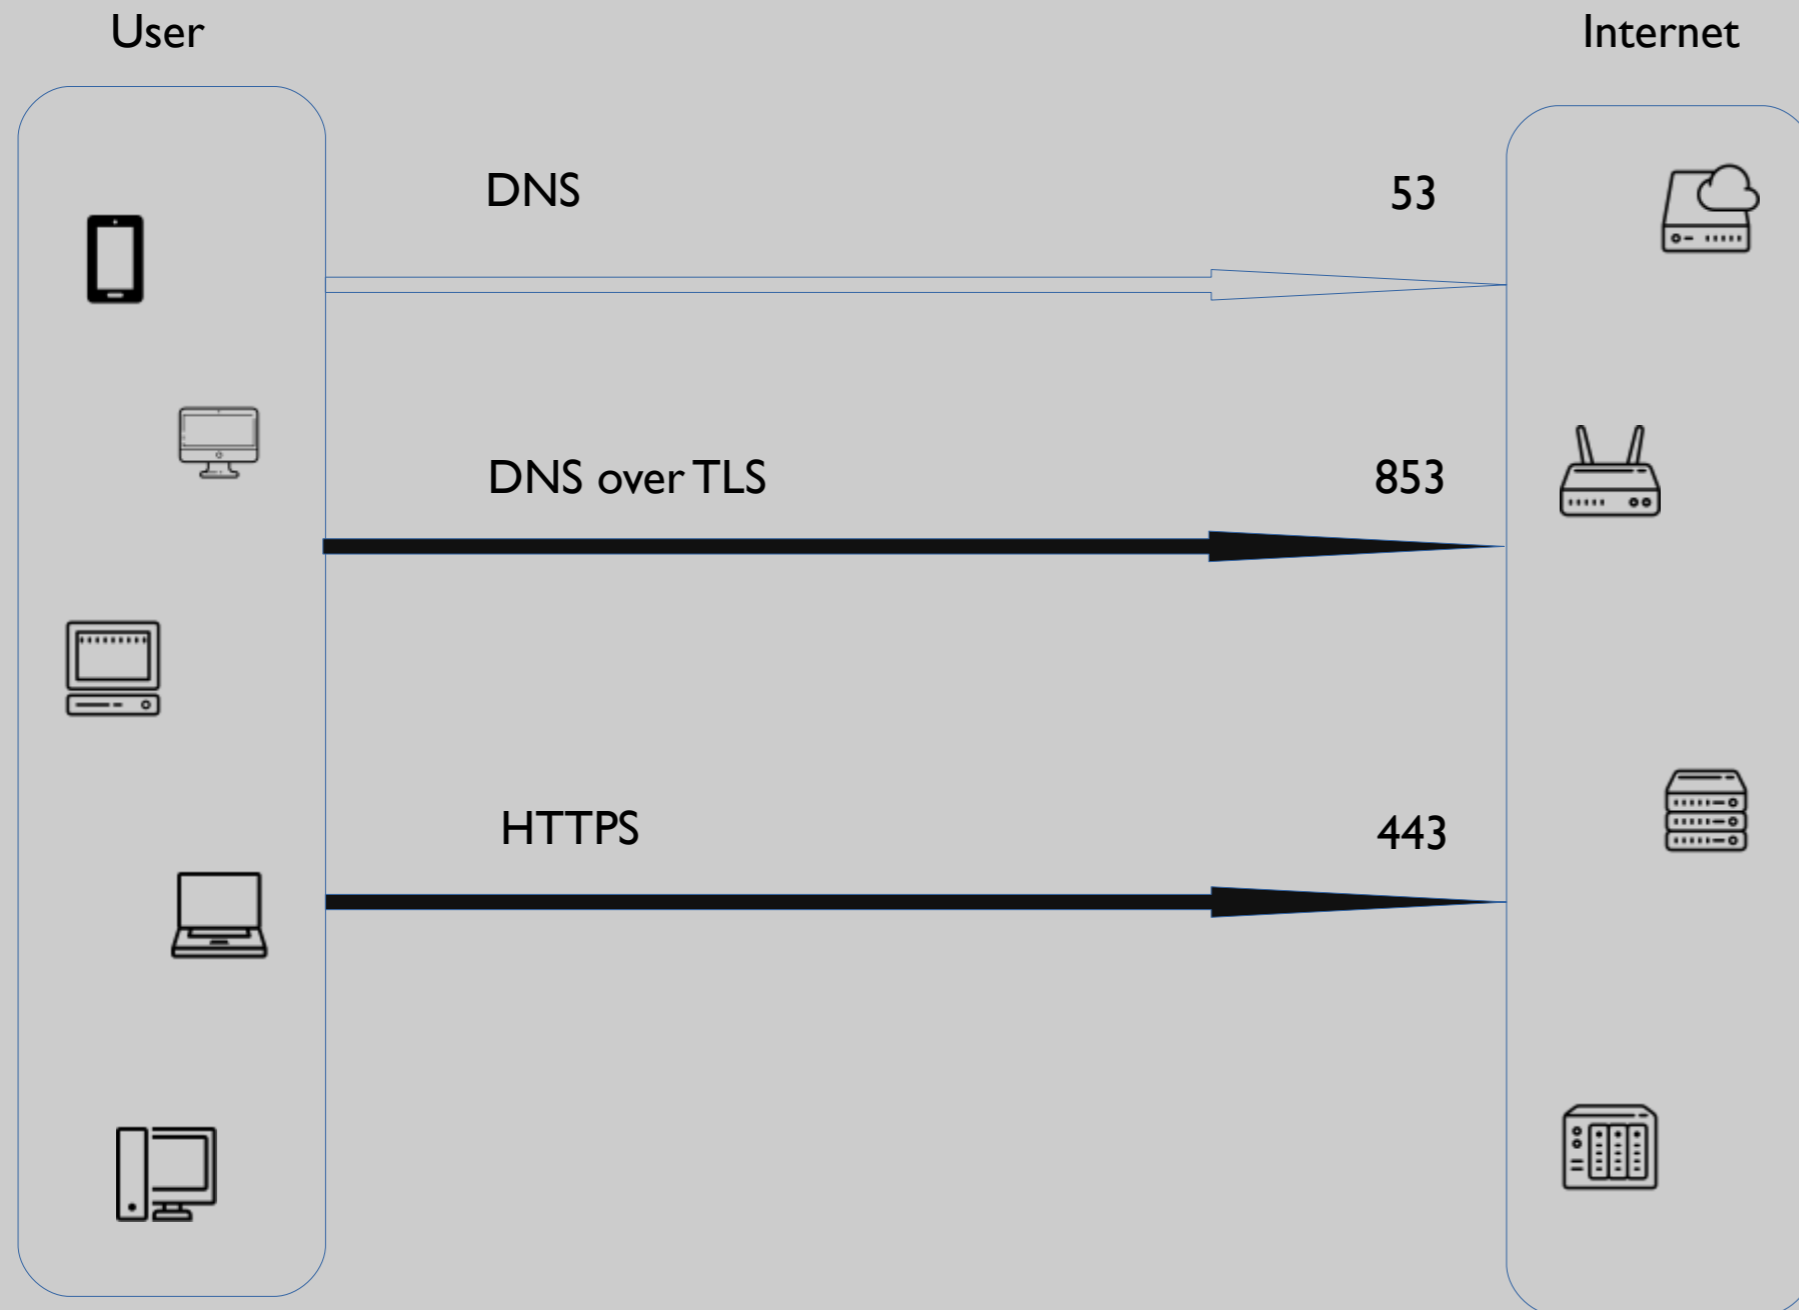 User
Internet
DNS
53
DNS over TLS
853
HTTPS
443